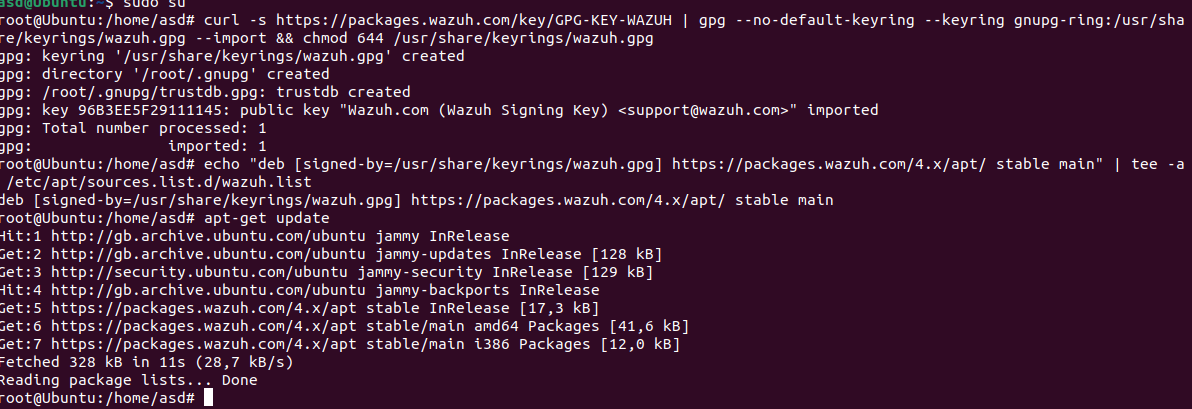 asd@Ubuntu:~$ sudo su
root@Ubuntu:/home/asd# curl -s https://packages.wazuh.com/key/GPG-KEY-WAZUH | gpg --no-default-keyring --keyring gnupg-ring:/usr/sha
re/keyrings/wazuh.gpg --import && chmod 644 /usr/share/keyrings/wazuh.gpg
gpg: keyring '/usr/share/keyrings/wazuh.gpg' created
gpg: directory '/root/.gnupg' created
gpg: /root/.gnupg/trustdb.gpg: trustdb created
gpg: key 96B3EE5F29111145: public key "Wazuh.com (Wazuh Signing Key) <support@wazuh.com>" imported
gpg: Total number processed: 1
gpg:               imported: 1
root@Ubuntu:/home/asd# echo "deb [signed-by=/usr/share/keyrings/wazuh.gpg] https://packages.wazuh.com/4.x/apt/ stable main" | tee -a
 /etc/apt/sources.list.d/wazuh.list
deb [signed-by=/usr/share/keyrings/wazuh.gpg] https://packages.wazuh.com/4.x/apt/ stable main
root@Ubuntu:/home/asd# apt-get update
Hit:1 http://gb.archive.ubuntu.com/ubuntu jammy InRelease
Get:2 http://gb.archive.ubuntu.com/ubuntu jammy-updates InRelease [128 kB]
Get:3 http://security.ubuntu.com/ubuntu jammy-security InRelease [129 kB]
Hit:4 http://gb.archive.ubuntu.com/ubuntu jammy-backports InRelease
Get:5 https://packages.wazuh.com/4.x/apt stable InRelease [17,3 kB]
Get:6 https://packages.wazuh.com/4.x/apt stable/main amd64 Packages [41,6 kB]
Get:7 https://packages.wazuh.com/4.x/apt stable/main i386 Packages [12,0 kB]
Fetched 328 kB in 11s (28,7 kB/s)
Reading package lists... Done
root@Ubuntu:/home/asd#